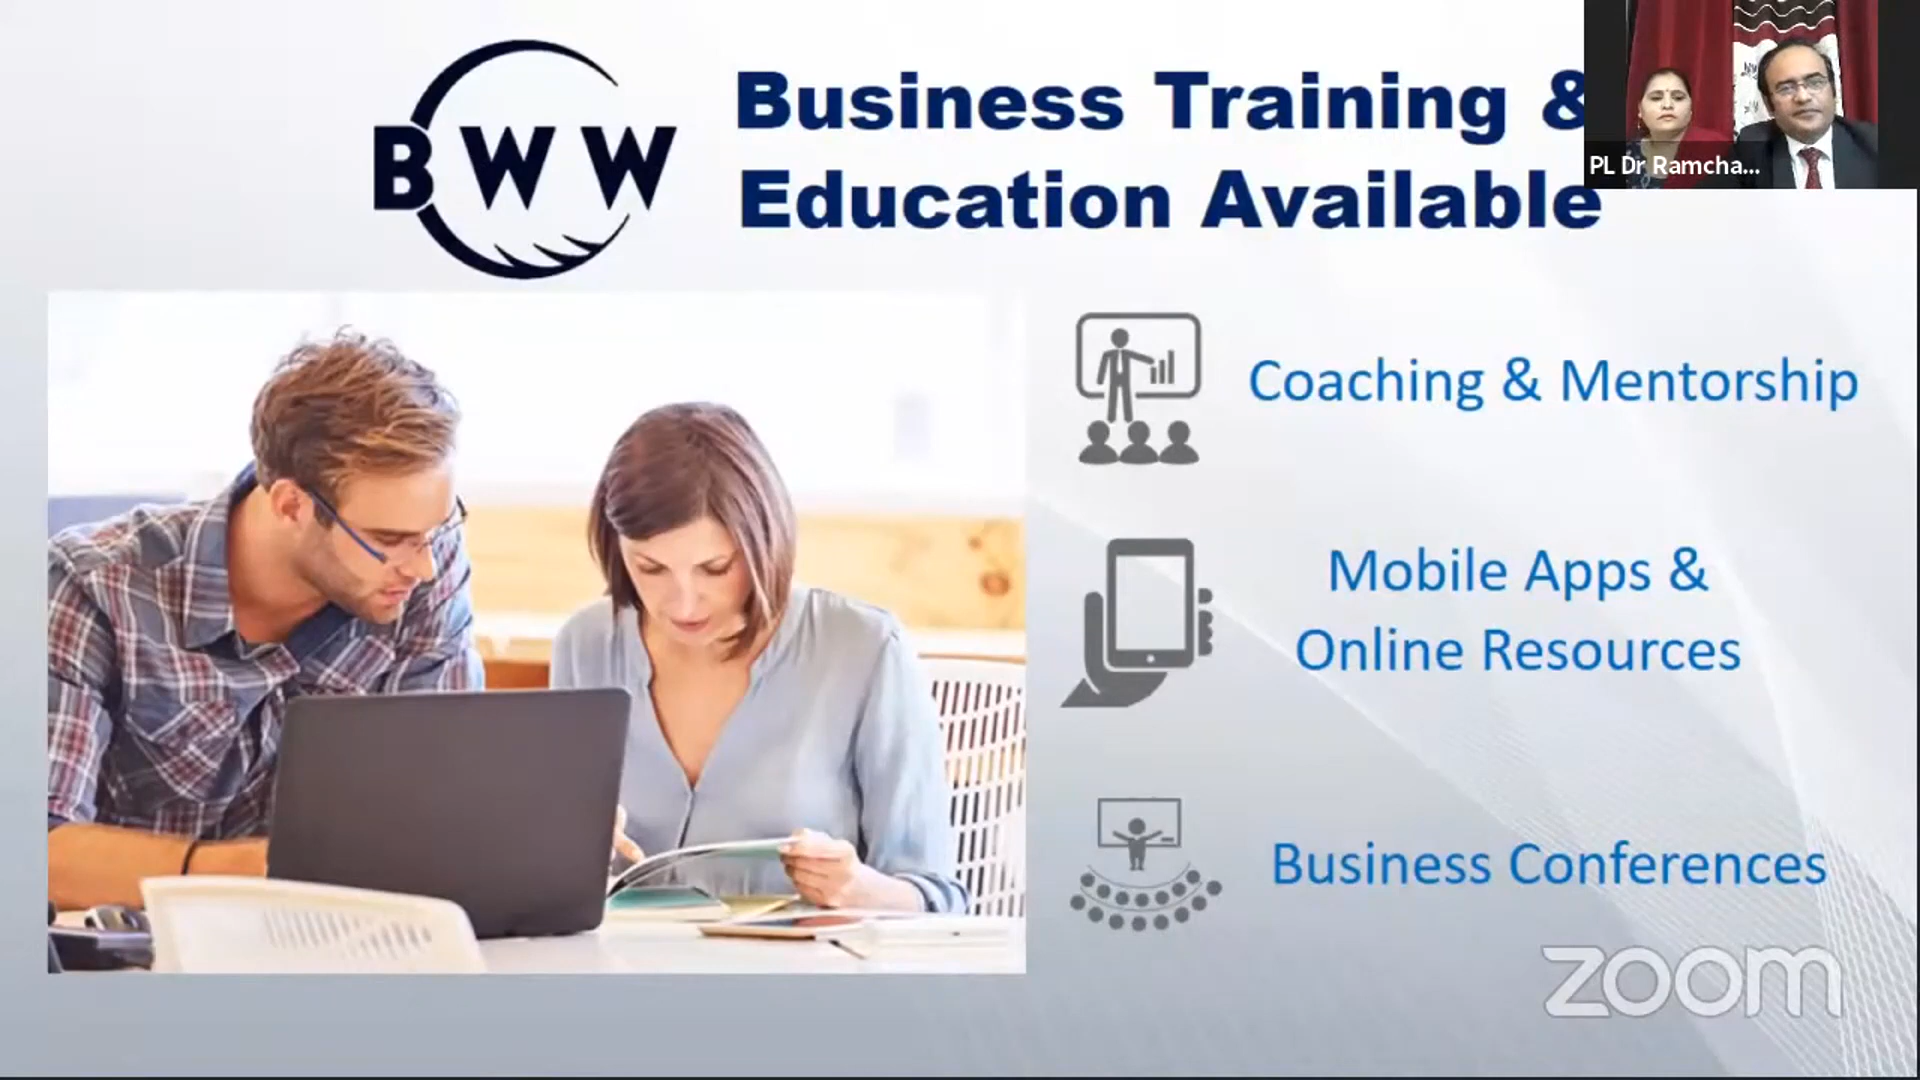 BWW
Business Training &
Education Available
PL Dr Ramcha...
Coaching & Mentorship
Mobile Apps &
Online Resources
Business Conferences
zoom